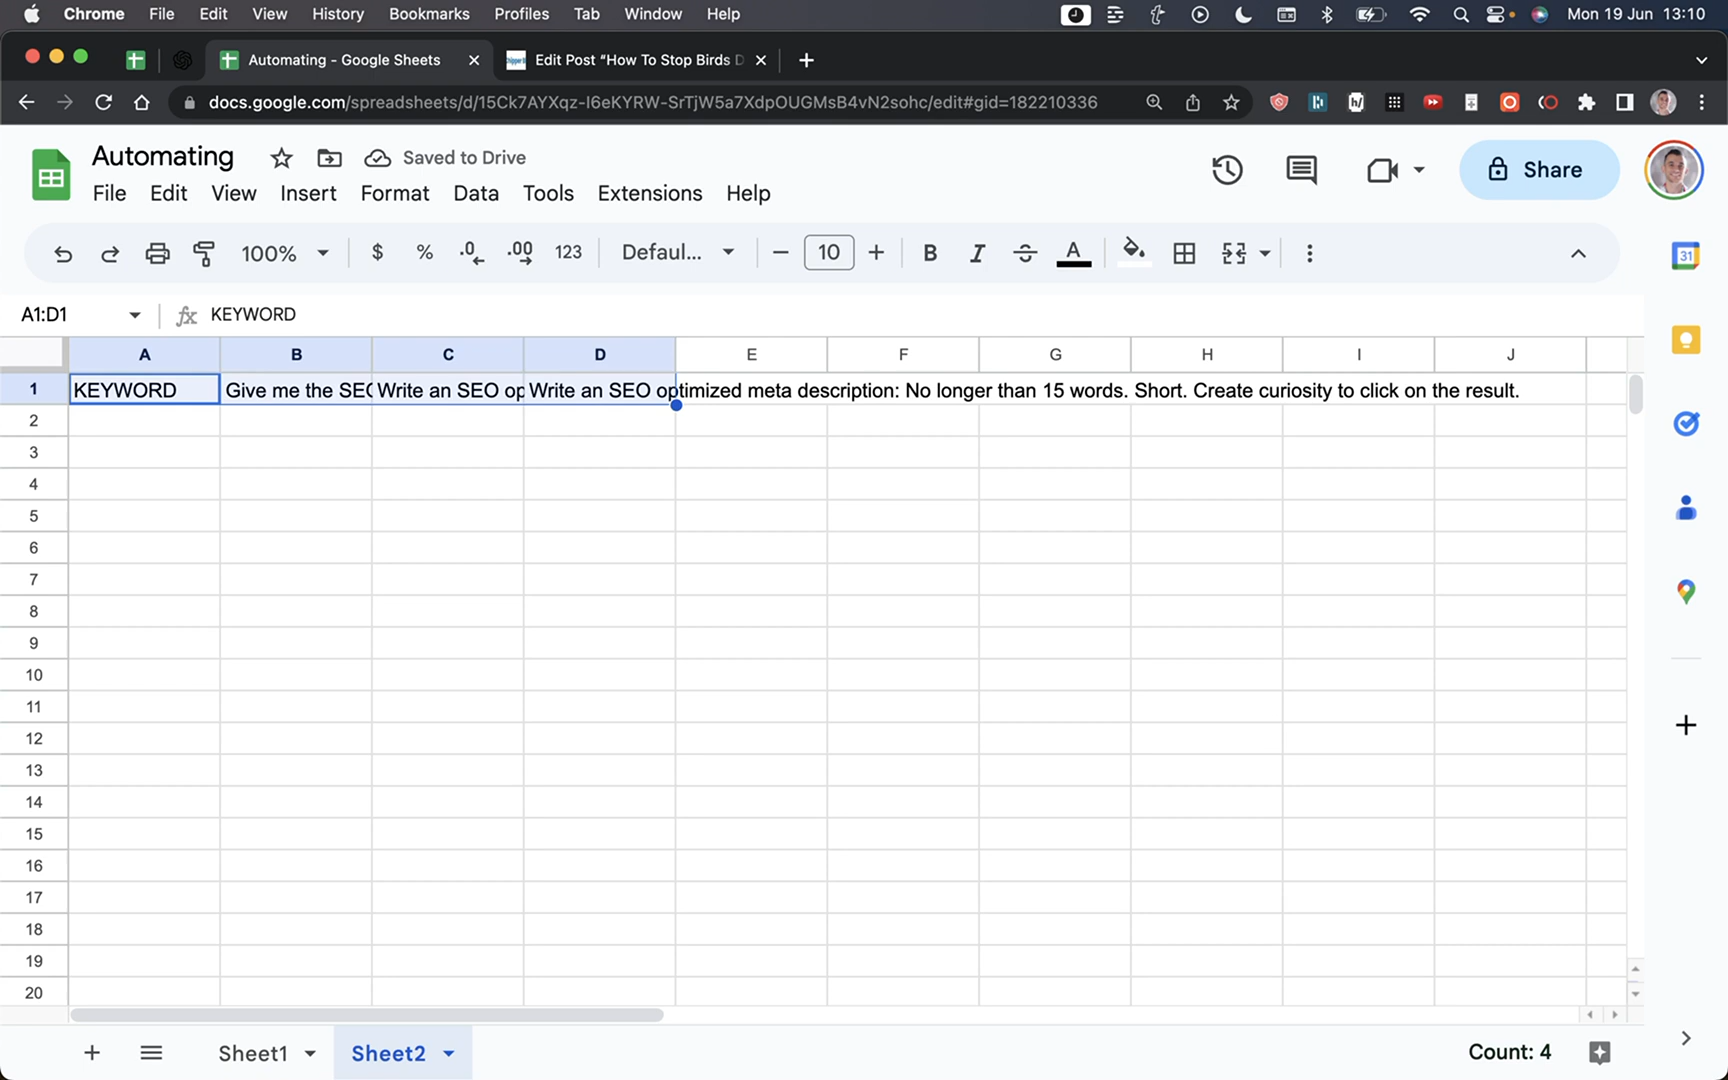 Chrome File Edit View History Bookmarks Profiles Tab Window Help Mon 19 Jun 13:10
Automating - Google Sheets Edit Post "How To Stop Birds D
docs.google.com/spreadsheets/d/15Ck7AYXqz-I6eKYRW-SrTjW5a7XdpOUGMsB4vN2sohc/edit#gid=182210336
Automating Saved to Drive
File Edit View Insert Format Data Tools Extensions Help
Share
100% $ % .0 .00 123 Defaul... 10 B I A
31
A1:D1 fx KEYWORD
A B C D E F G H I J
1 KEYWORD Give me the SEC Write an SEO op Write an SEO optimized meta description: No longer than 15 words. Short. Create curiosity to click on the result.
2
3
4
5
6
7
8
9
10
11
12
13
14
15
16
17
18
19
20
Sheet1 Sheet2 Count: 4